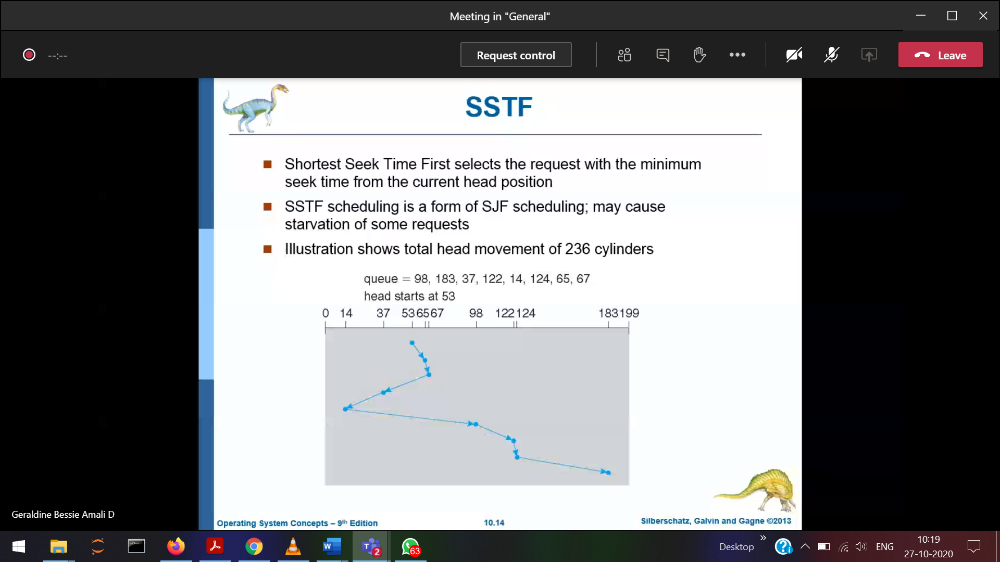 Meeting in "General"
--:--
Request control
Leave
SSTF
Shortest Seek Time First selects the request with the minimum
seek time from the current head position
SSTF scheduling is a form of SJF scheduling; may cause
starvation of some requests
Illustration shows total head movement of 236 cylinders
queue = 98, 183, 37, 122, 14, 124, 65, 67
head starts at 53
0 14 37 53 65 67 98 122 124 183 199
Geraldine Bessie Amali D
Operating System Concepts – 9th Edition
10.14
Silberschatz, Galvin and Gagne ©2013
W
T
2
63
Desktop
»
ENG
10:19
27-10-2020